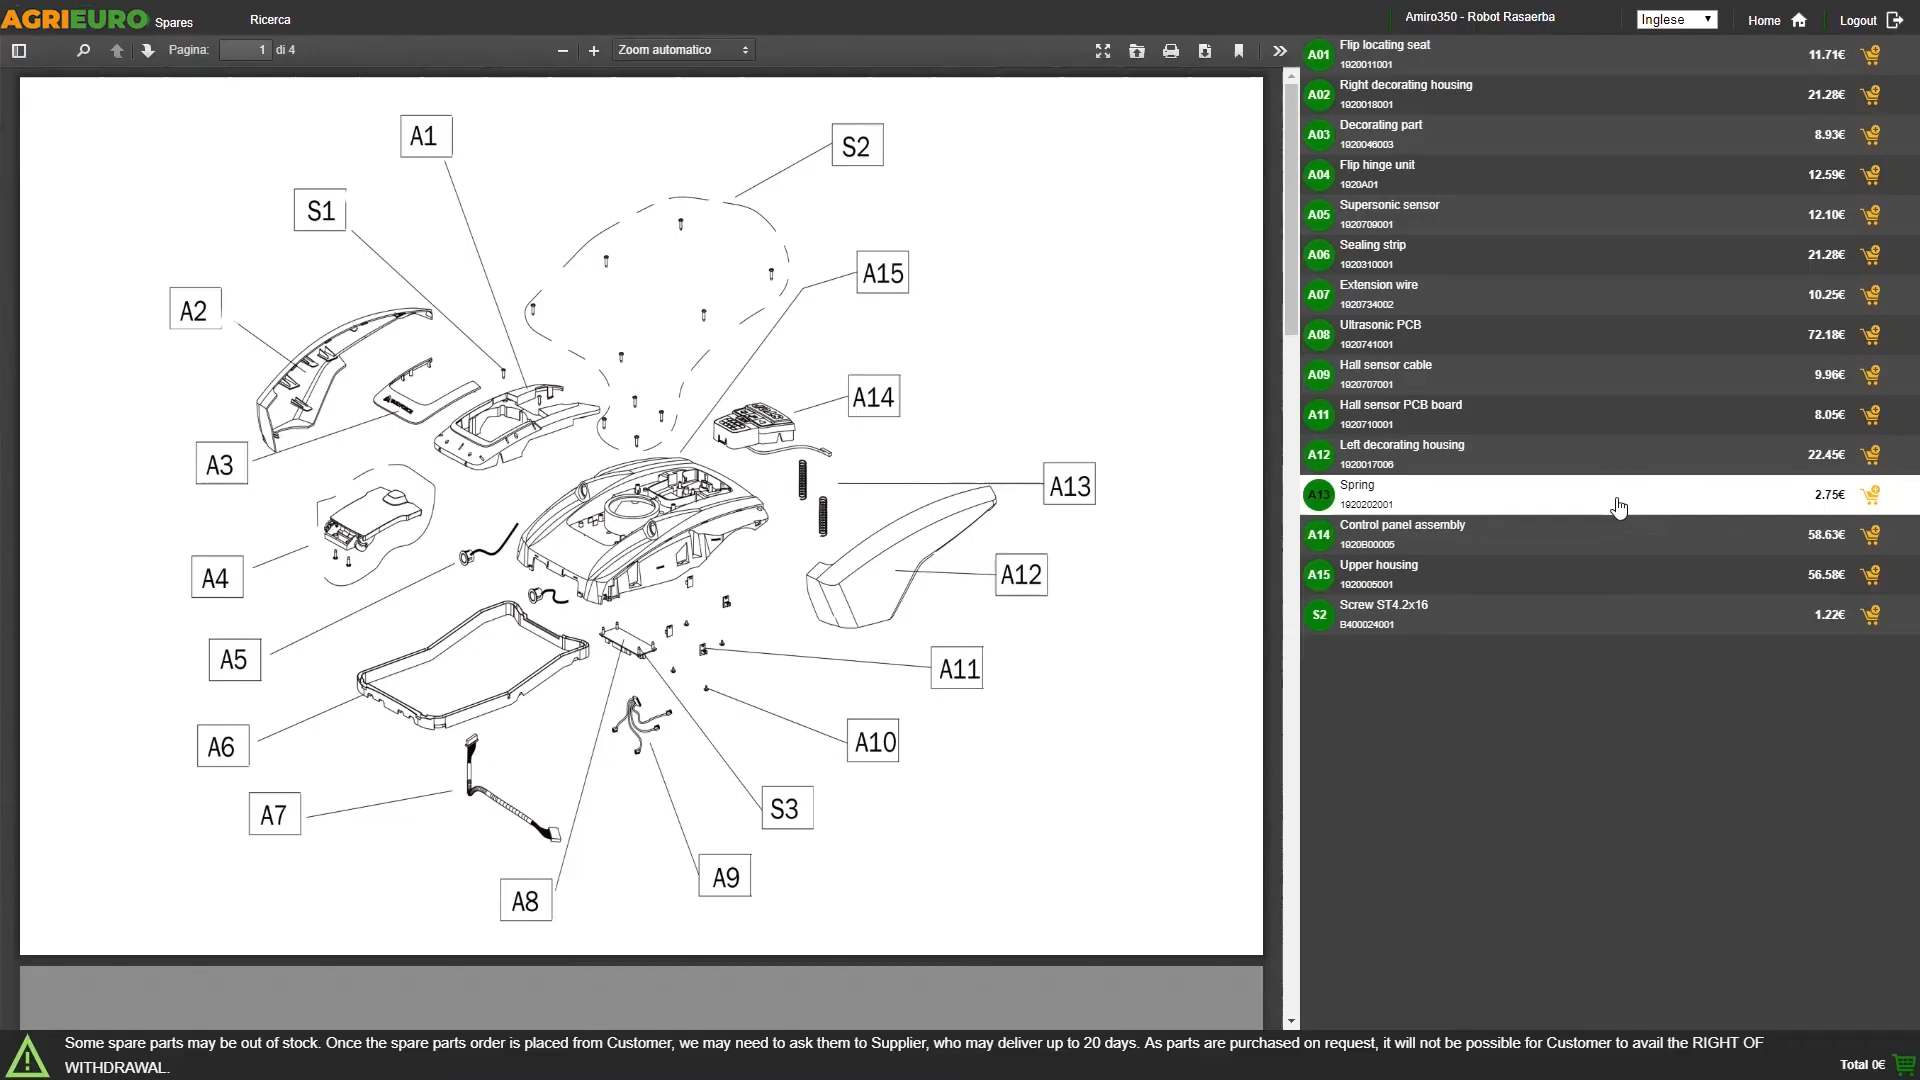 AGRIEURO Spares
Ricerca
Amiro350 - Robot Rasaerba
Inglese
Home
Logout
Pagina: 1 di 4
Zoom automatico
A1
S2
S1
A15
A2
A14
A3
A13
A4
A12
A5
A11
A6
A10
A7
S3
A9
A8
A01 Flip locating seat
1920011001
11.71€
A02 Right decorating housing
1920018001
21.28€
A03 Decorating part
1920046003
8.93€
A04 Flip hinge unit
1920A01
12.59€
A05 Supersonic sensor
1920709001
12.10€
A06 Sealing strip
1920310001
21.28€
A07 Extension wire
1920734002
10.25€
A08 Ultrasonic PCB
1920741001
72.18€
A09 Hall sensor cable
1920707001
9.96€
A11 Hall sensor PCB board
1920710001
8.05€
A12 Left decorating housing
1920017006
22.45€
A13 Spring
1920202001
2.75€
A14 Control panel assembly
1920B00005
58.63€
A15 Upper housing
1920005001
56.58€
S2 Screw ST4.2x16
B400024001
1.22€
Some spare parts may be out of stock. Once the spare parts order is placed from Customer, we may need to ask them to Supplier, who may deliver up to 20 days. As parts are purchased on request, it will not be possible for Customer to avail the RIGHT OF
WITHDRAWAL.
Total 0€